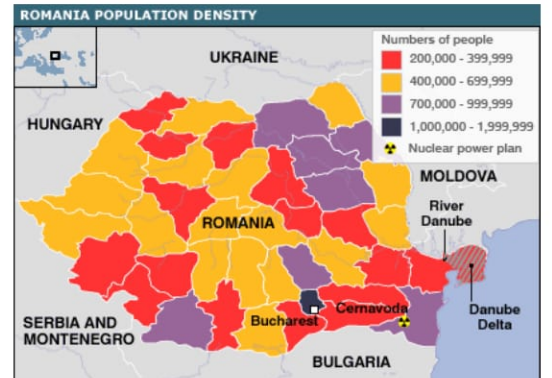 ROMANIA POPULATION DENSITY
Numbers of people
200,000 - 399,999
400,000 - 699,999
700,000 - 999,999
1,000,000 - 1,999,999
Nuclear power plan
UKRAINE
HUNGARY
MOLDOVA
River
Danube
ROMANIA
Cernavoda
Bucharest
Danube
Delta
SERBIA AND
MONTENEGRO
BULGARIA